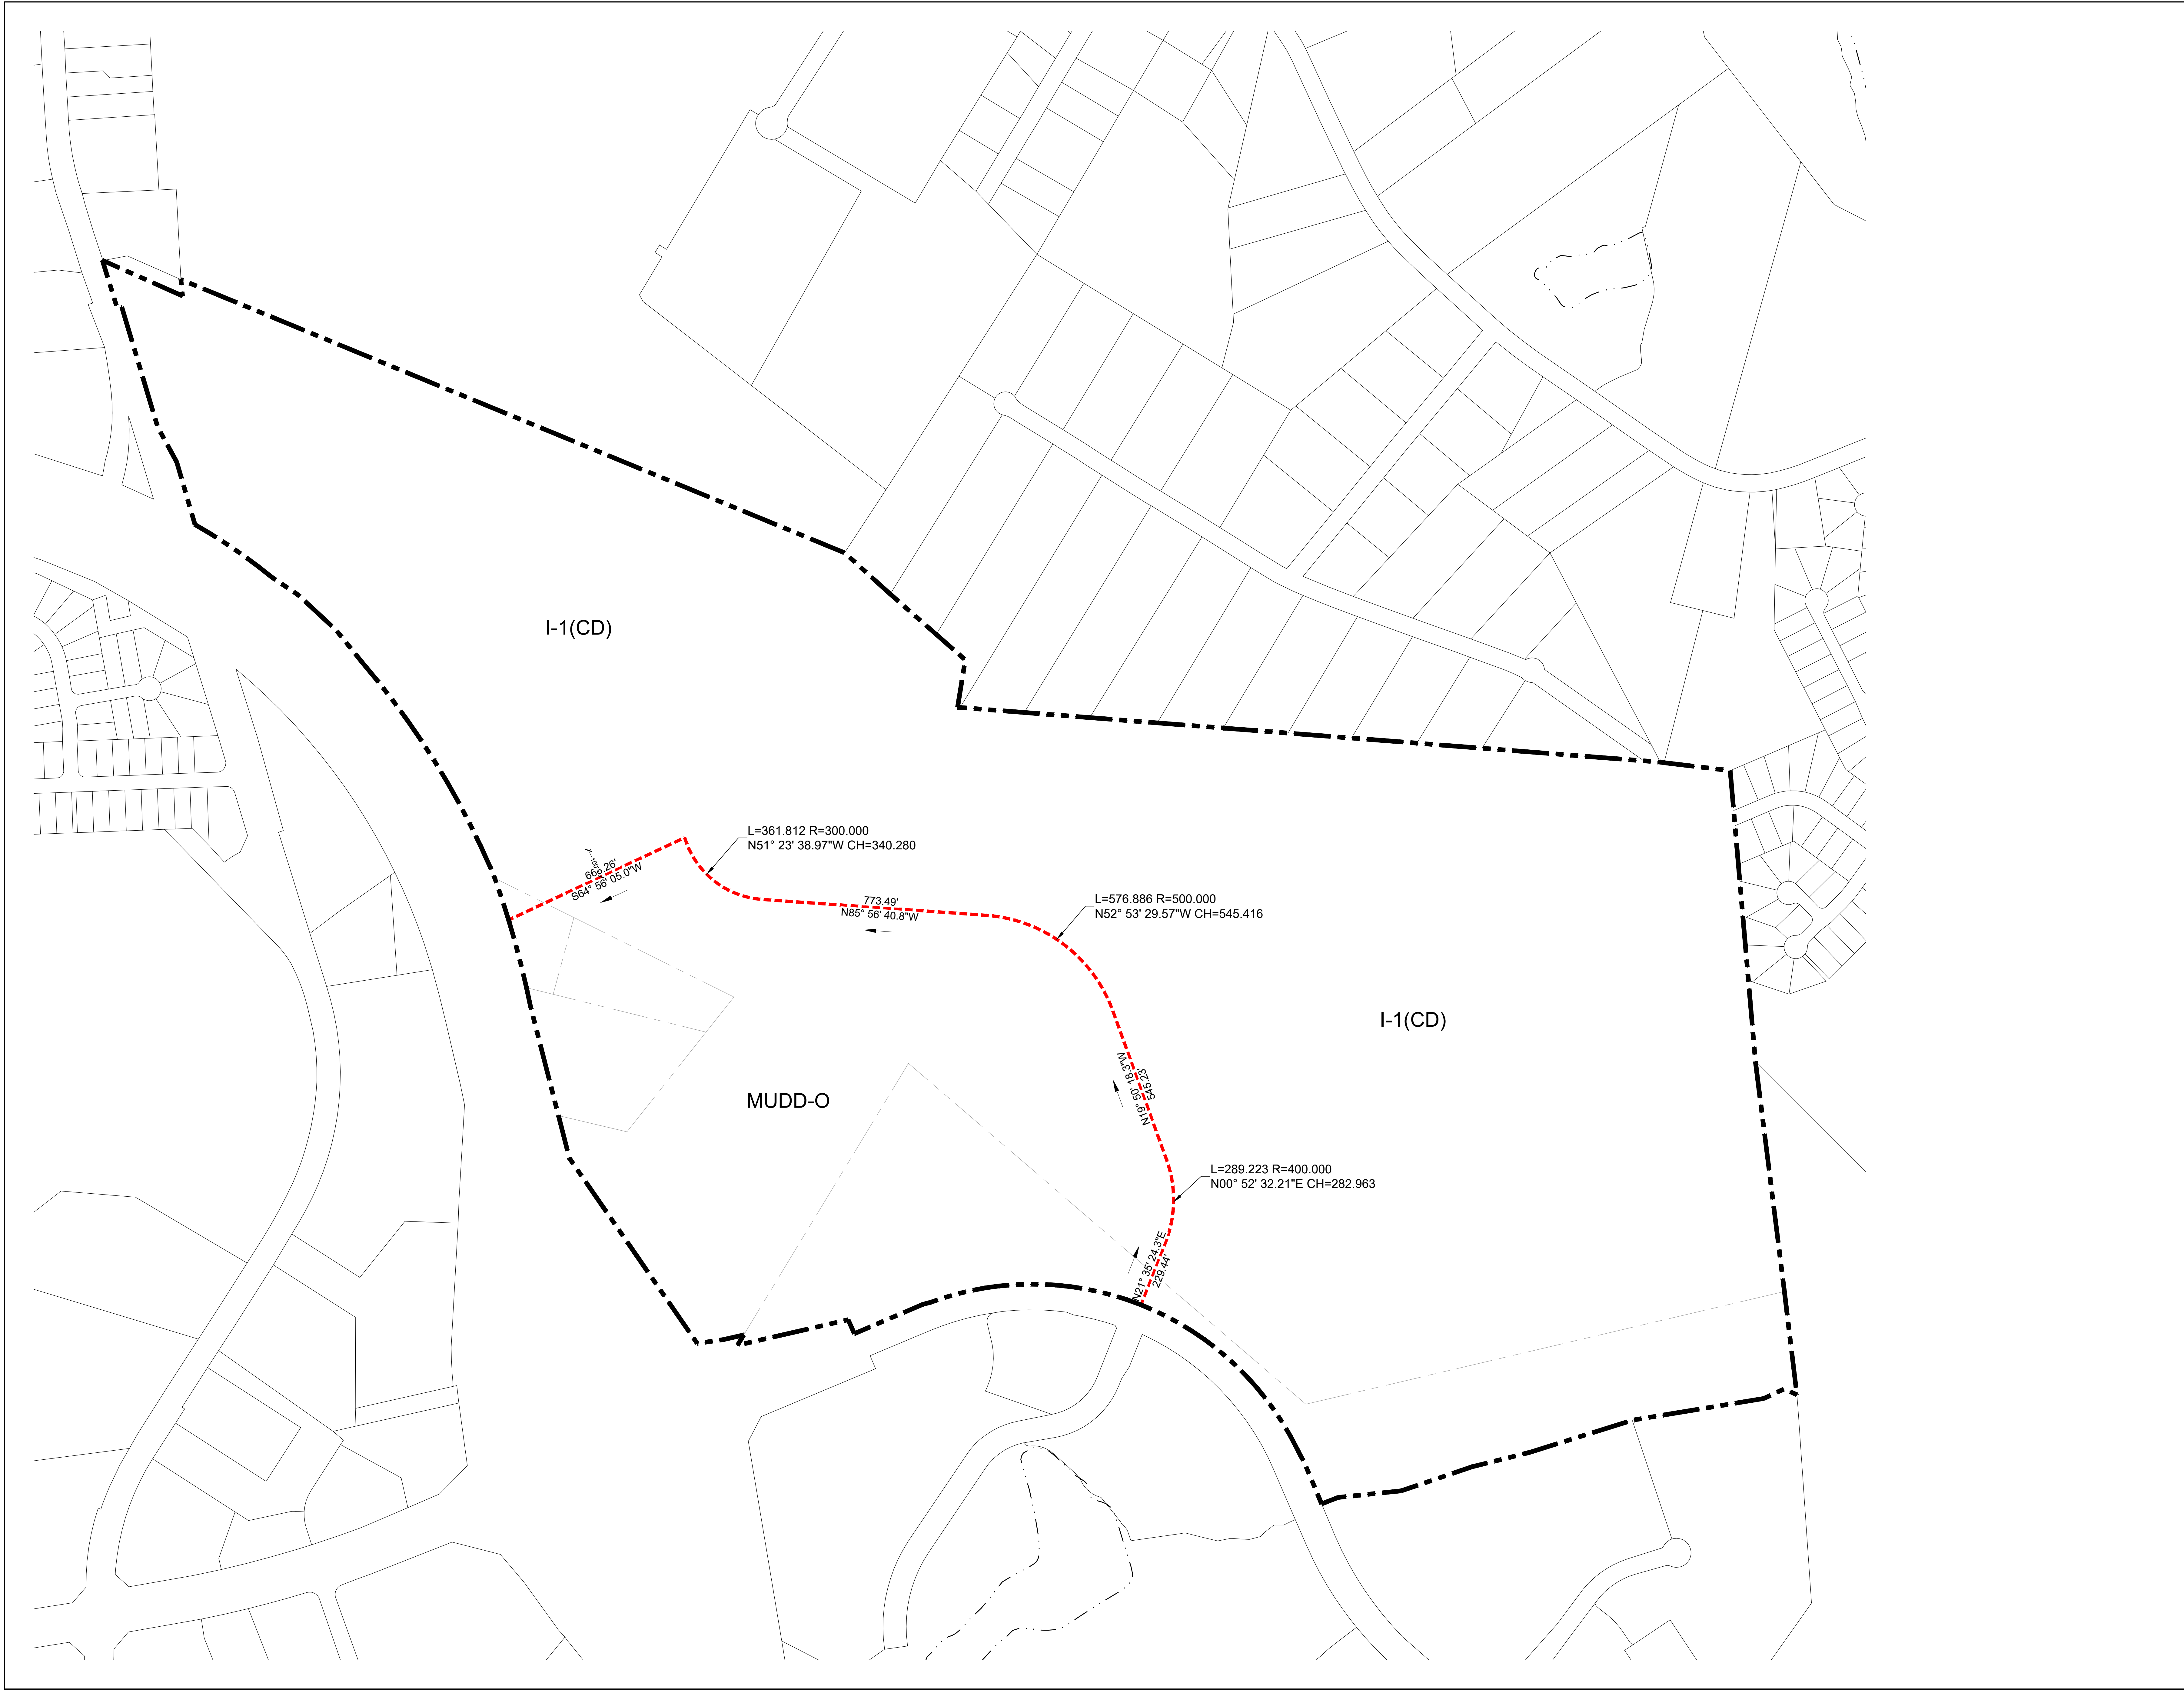 I-1(CD)
L=361.812 R=300.000
N51° 23' 38.97"W CH=340.280
668.26'
S64° 56' 05.0"W
773.49'
N85° 56' 40.8"W
L=576.886 R=500.000
N52° 53' 29.57"W CH=545.416
I-1(CD)
545.23'
N19° 50' 18.3"W
MUDD-O
L=289.223 R=400.000
N00° 52' 32.21"E CH=282.963
N21° 35' 24.3"E
229.44'